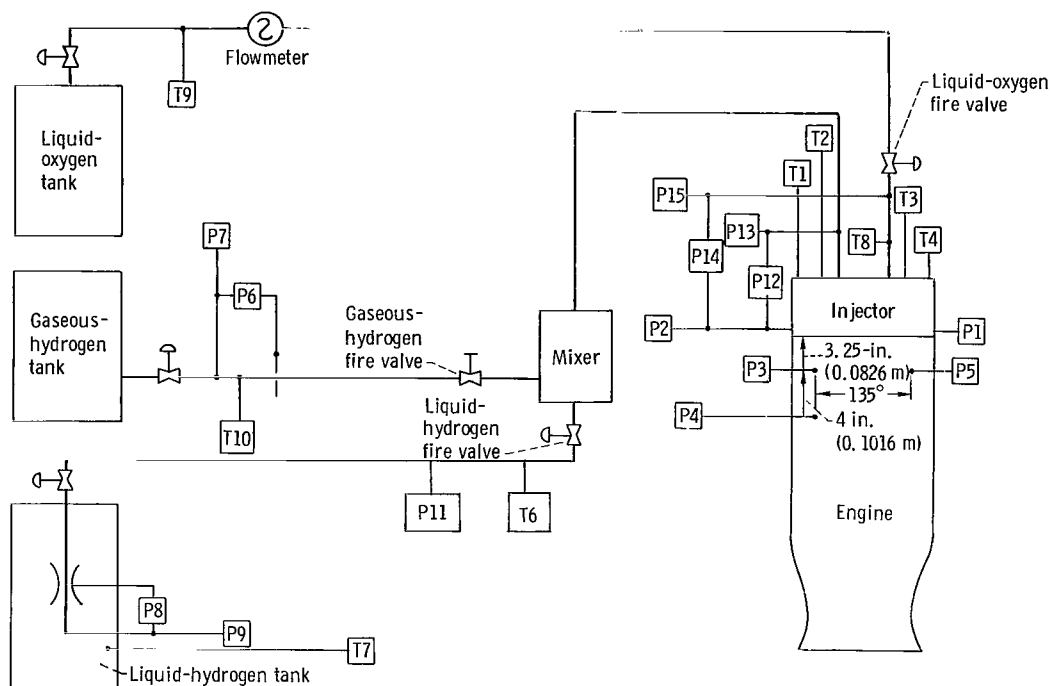 T9
Flowmeter
Liquid-
oxygen
tank
Liquid-oxygen
fire valve
T2
T1
T3
P15
P13
T8
T4
P14
P12
P7
P6
Gaseous-
hydrogen
tank
Gaseous-
hydrogen
fire valve
Mixer
Injector
P2
P1
3.25-in.
(0.0826 m)
P3
P5
135°
P4
4 in.
(0.1016 m)
T10
Liquid-
hydrogen
fire valve
P11
T6
Engine
P8
P9
T7
Liquid-hydrogen tank